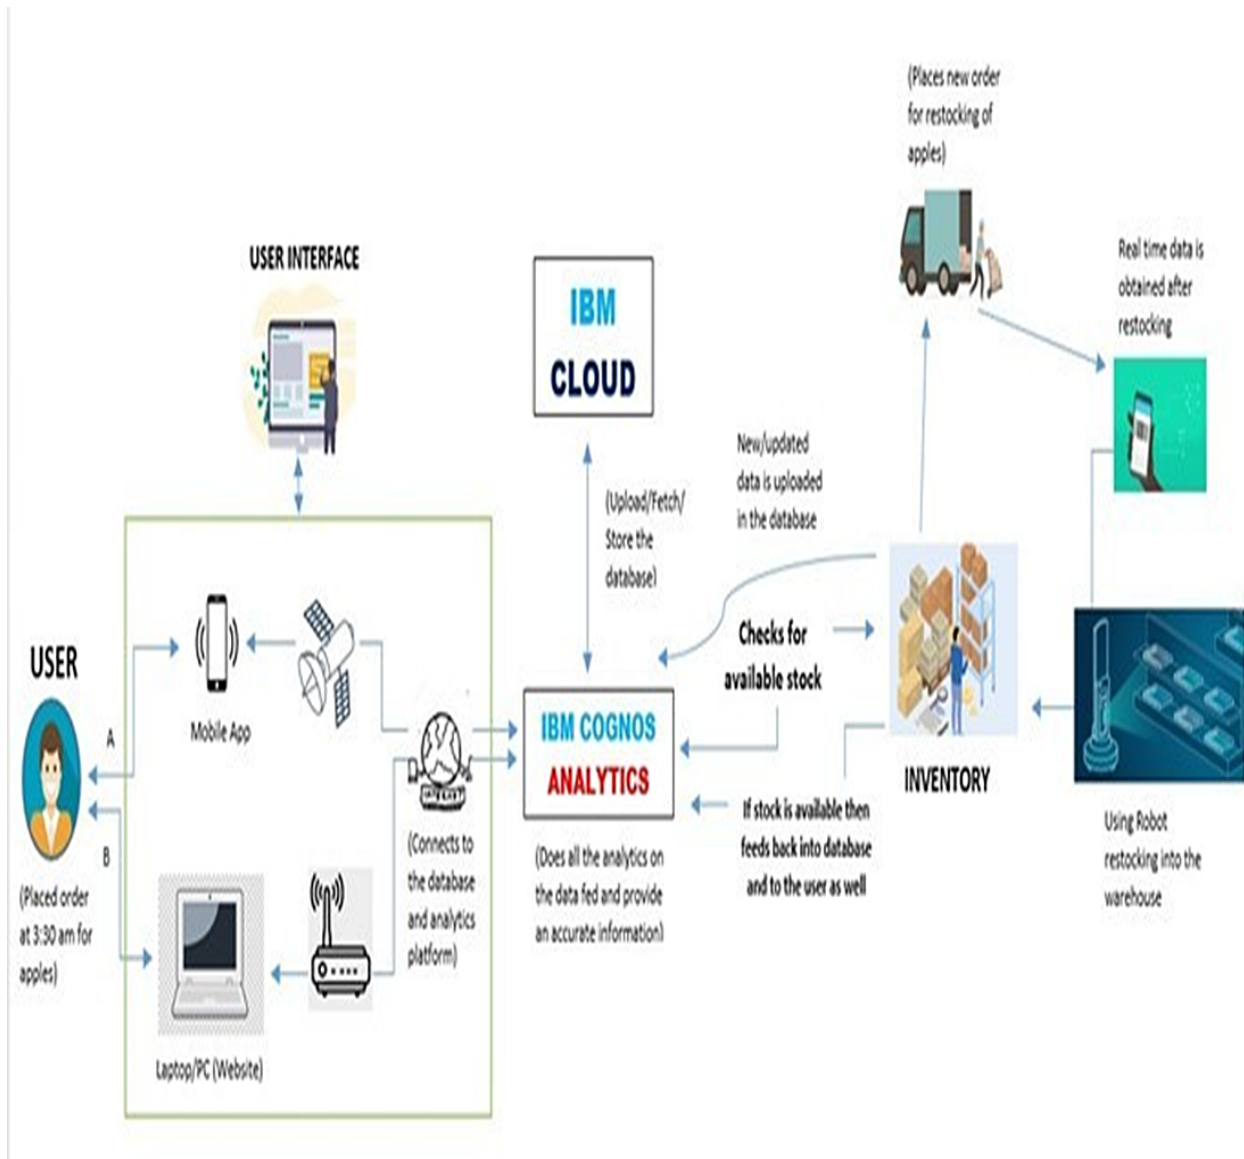 (Places new order
for restocking of
apples)
Real time data is
obtained after
restocking
USER INTERFACE
IBM
CLOUD
New/updated
data is uploaded
in the database
(Upload/Fetch/
Store the
database)
Checks for
available stock
USER
A
Mobile App
IBM COGNOS
ANALYTICS
INVENTORY
INTERNET
B
(Placed order
at 3:30 am for
apples)
(Connects to
the database
and analytics
platform)
(Does all the analytics on
the data fed and provide
an accurate information)
If stock is available then
feeds back into database
and to the user as well
Using Robot
restocking into the
warehouse
Laptop/PC (Website)